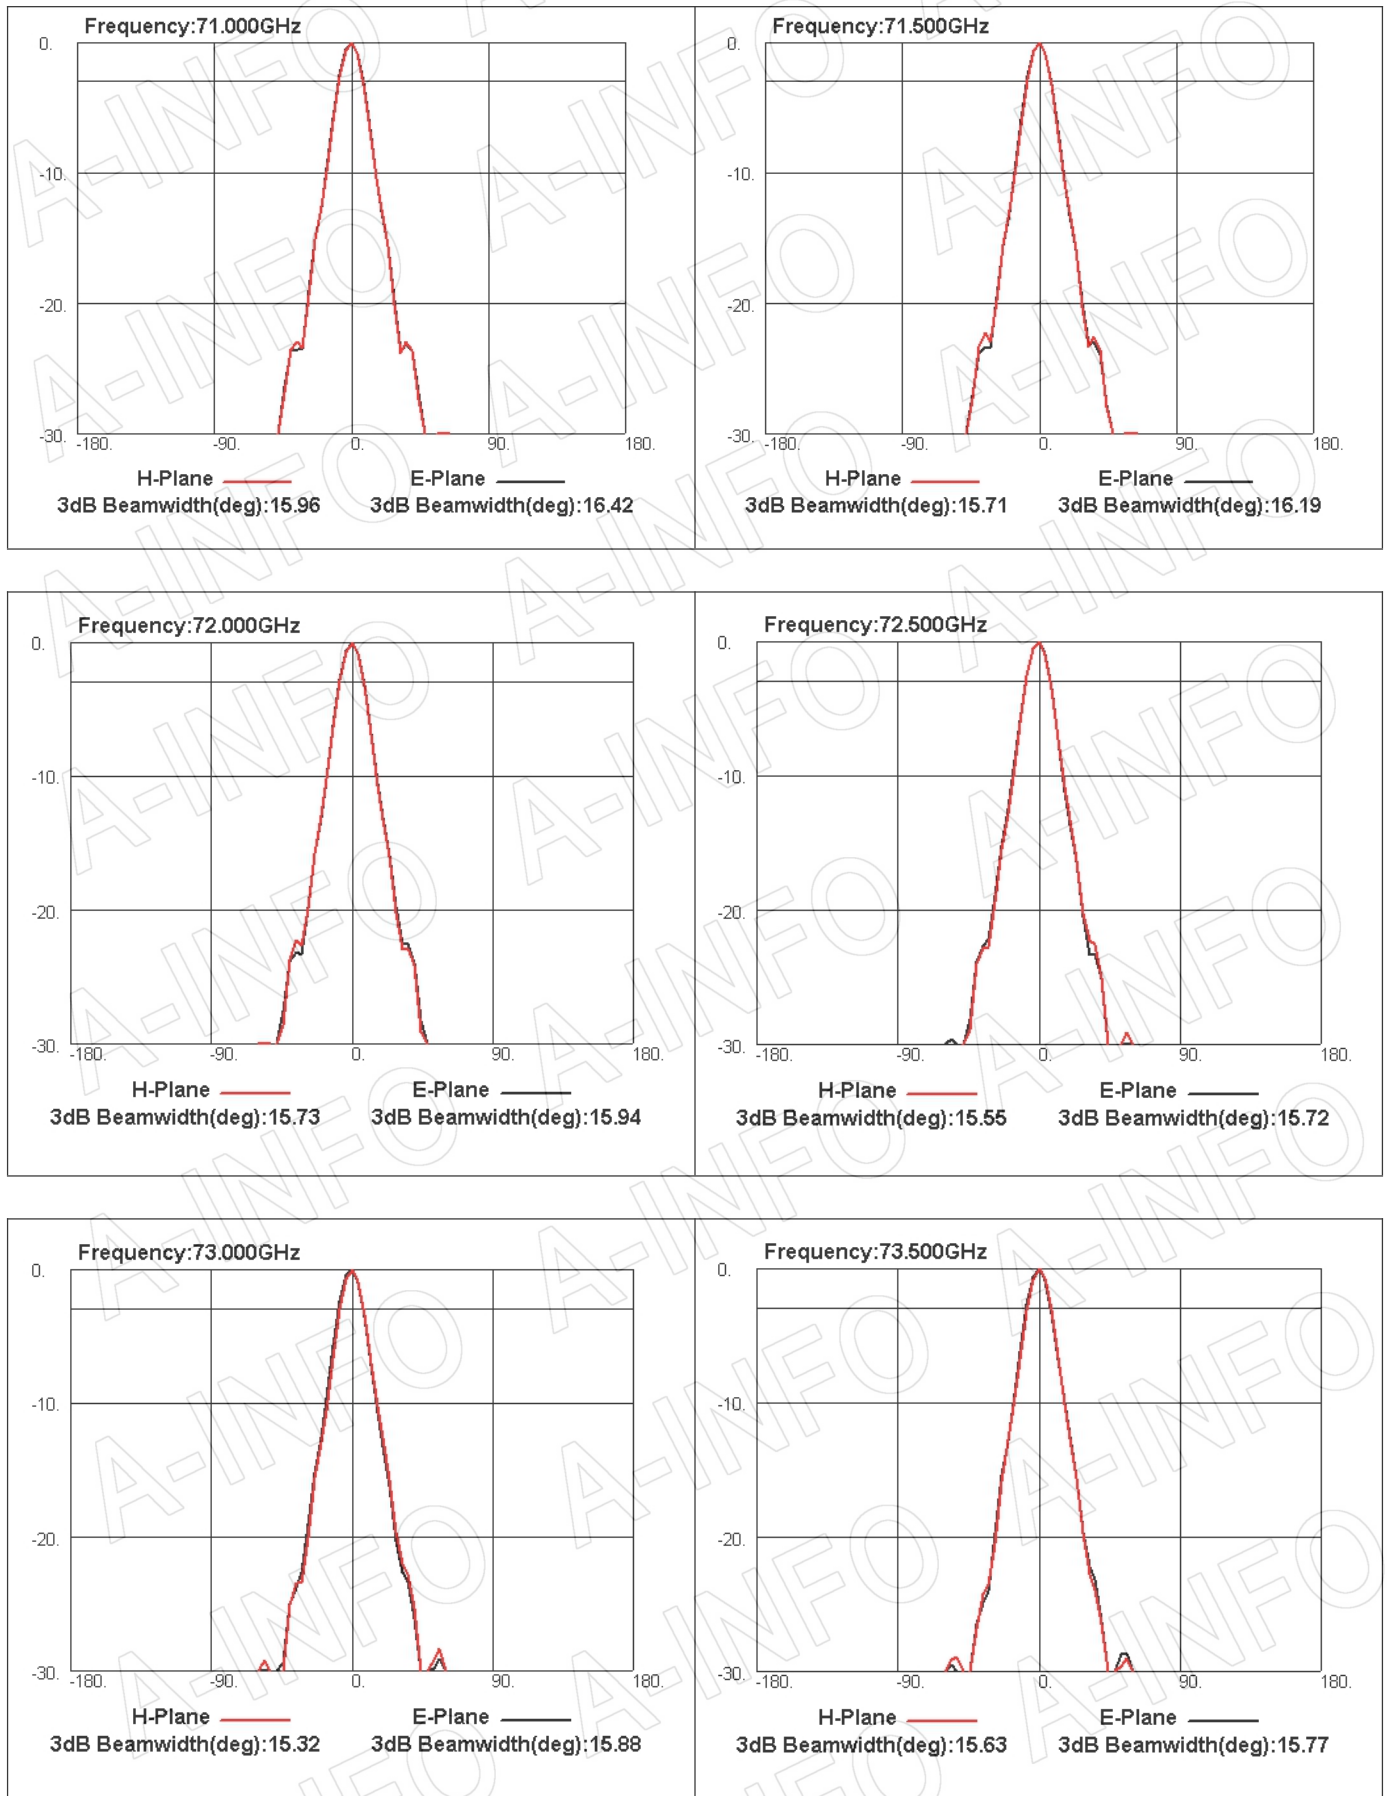 Frequency:71.000GHz
0.
-10.
-20.
-30.
-180.
-90.
0.
90.
180.
H-Plane
E-Plane
3dB Beamwidth(deg):15.96
3dB Beamwidth(deg):16.42
Frequency:71.500GHz
0.
-10.
-20.
-30.
-180.
-90.
0.
90.
180.
H-Plane
E-Plane
3dB Beamwidth(deg):15.71
3dB Beamwidth(deg):16.19
Frequency:72.000GHz
0.
-10.
-20.
-30.
-180.
-90.
0.
90.
180.
H-Plane
E-Plane
3dB Beamwidth(deg):15.73
3dB Beamwidth(deg):15.94
Frequency:72.500GHz
0.
-10.
-20.
-30.
-180.
-90.
0.
90.
180.
H-Plane
E-Plane
3dB Beamwidth(deg):15.55
3dB Beamwidth(deg):15.72
Frequency:73.000GHz
0.
-10.
-20.
-30.
-180.
-90.
0.
90.
180.
H-Plane
E-Plane
3dB Beamwidth(deg):15.32
3dB Beamwidth(deg):15.88
Frequency:73.500GHz
0.
-10.
-20.
-30.
-180.
-90.
0.
90.
180.
H-Plane
E-Plane
3dB Beamwidth(deg):15.63
3dB Beamwidth(deg):15.77
A-INFO